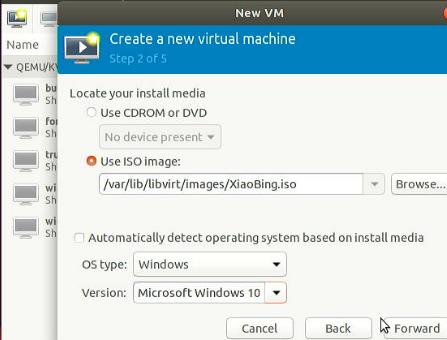 New VM
Create a new virtual machine
Step 2 of 5
Name
QEMU/K
bu
Sh
fo
Sh
tru
Sh
wi
Sh
wi
Sh
Locate your install media
Use CDROM or DVD
No device present
Use ISO image:
/var/lib/libvirt/images/XiaoBing.iso
Browse...
Automatically detect operating system based on install media
OS type:
Windows
Version:
Microsoft Windows 10
Cancel
Back
Forward